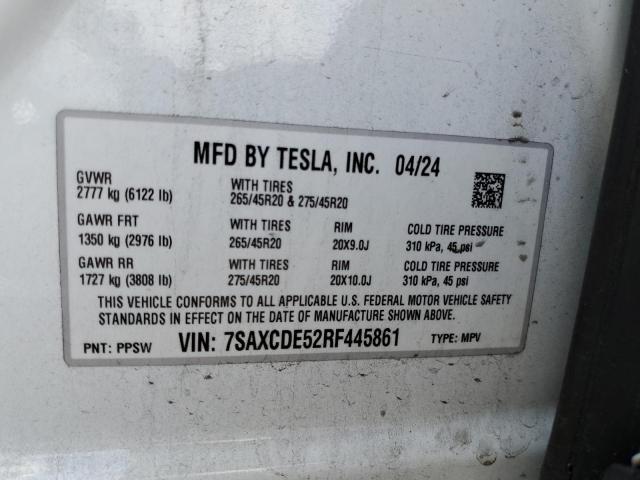 MFD BY TESLA, INC. 04/24
GVWR WITH TIRES
2777 kg (6122 lb) 265/45R20 & 275/45R20
GAWR FRT WITH TIRES RIM COLD TIRE PRESSURE
1350 kg (2976 lb) 265/45R20 20X9.0J 310 kPa, 45 psi
GAWR RR WITH TIRES RIM COLD TIRE PRESSURE
1727 kg (3808 lb) 275/45R20 20X10.0J 310 kPa, 45 psi
THIS VEHICLE CONFORMS TO ALL APPLICABLE U.S. FEDERAL MOTOR VEHICLE SAFETY
STANDARDS IN EFFECT ON THE DATE OF MANUFACTURE SHOWN ABOVE.
PNT: PPSW VIN: 7SAXCDE52RF445861 TYPE: MPV